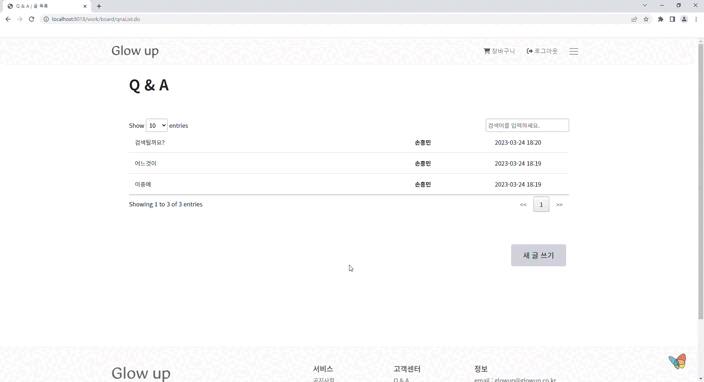 Q & A | 글 목록
localhost:8018/work/board/qnaList.do
Glow up 장바구니 로그아웃
Q & A
Show 10 entries 검색어를 입력하세요.
검색될까요? 손흥민 2023-03-24 18:20
어느것이 손흥민 2023-03-24 18:19
이중에 손흥민 2023-03-24 18:19
Showing 1 to 3 of 3 entries << 1 >>
새 글 쓰기
Glow up 서비스 고객센터 정보
공지사항 Q & A email : glowup@glowup.co.kr